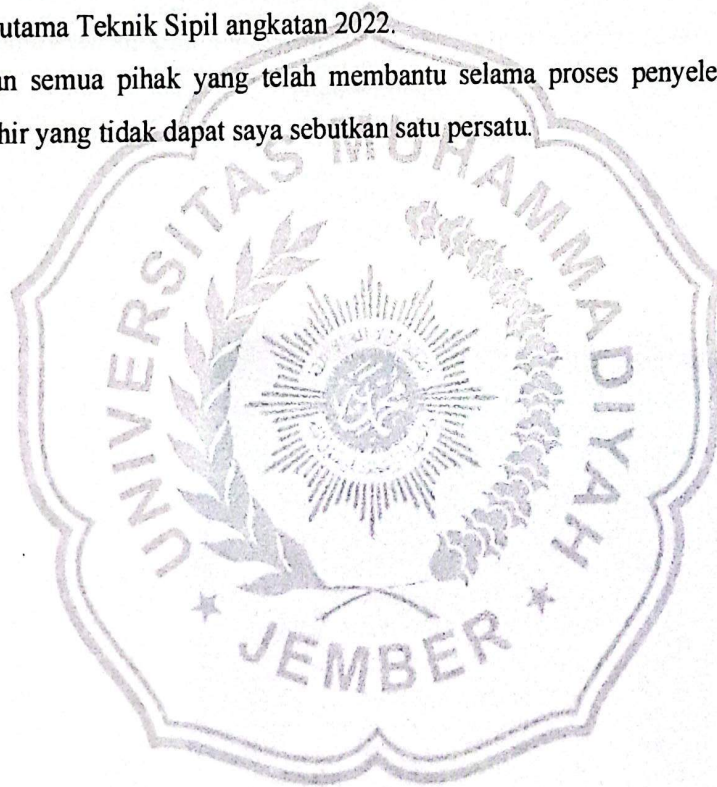 utama Teknik Sipil angkatan 2022.
an semua pihak yang telah membantu selama proses penyele
hir yang tidak dapat saya sebutkan satu persatu.
UNIVERSITAS MUHAMMADIYAH
JEMBER